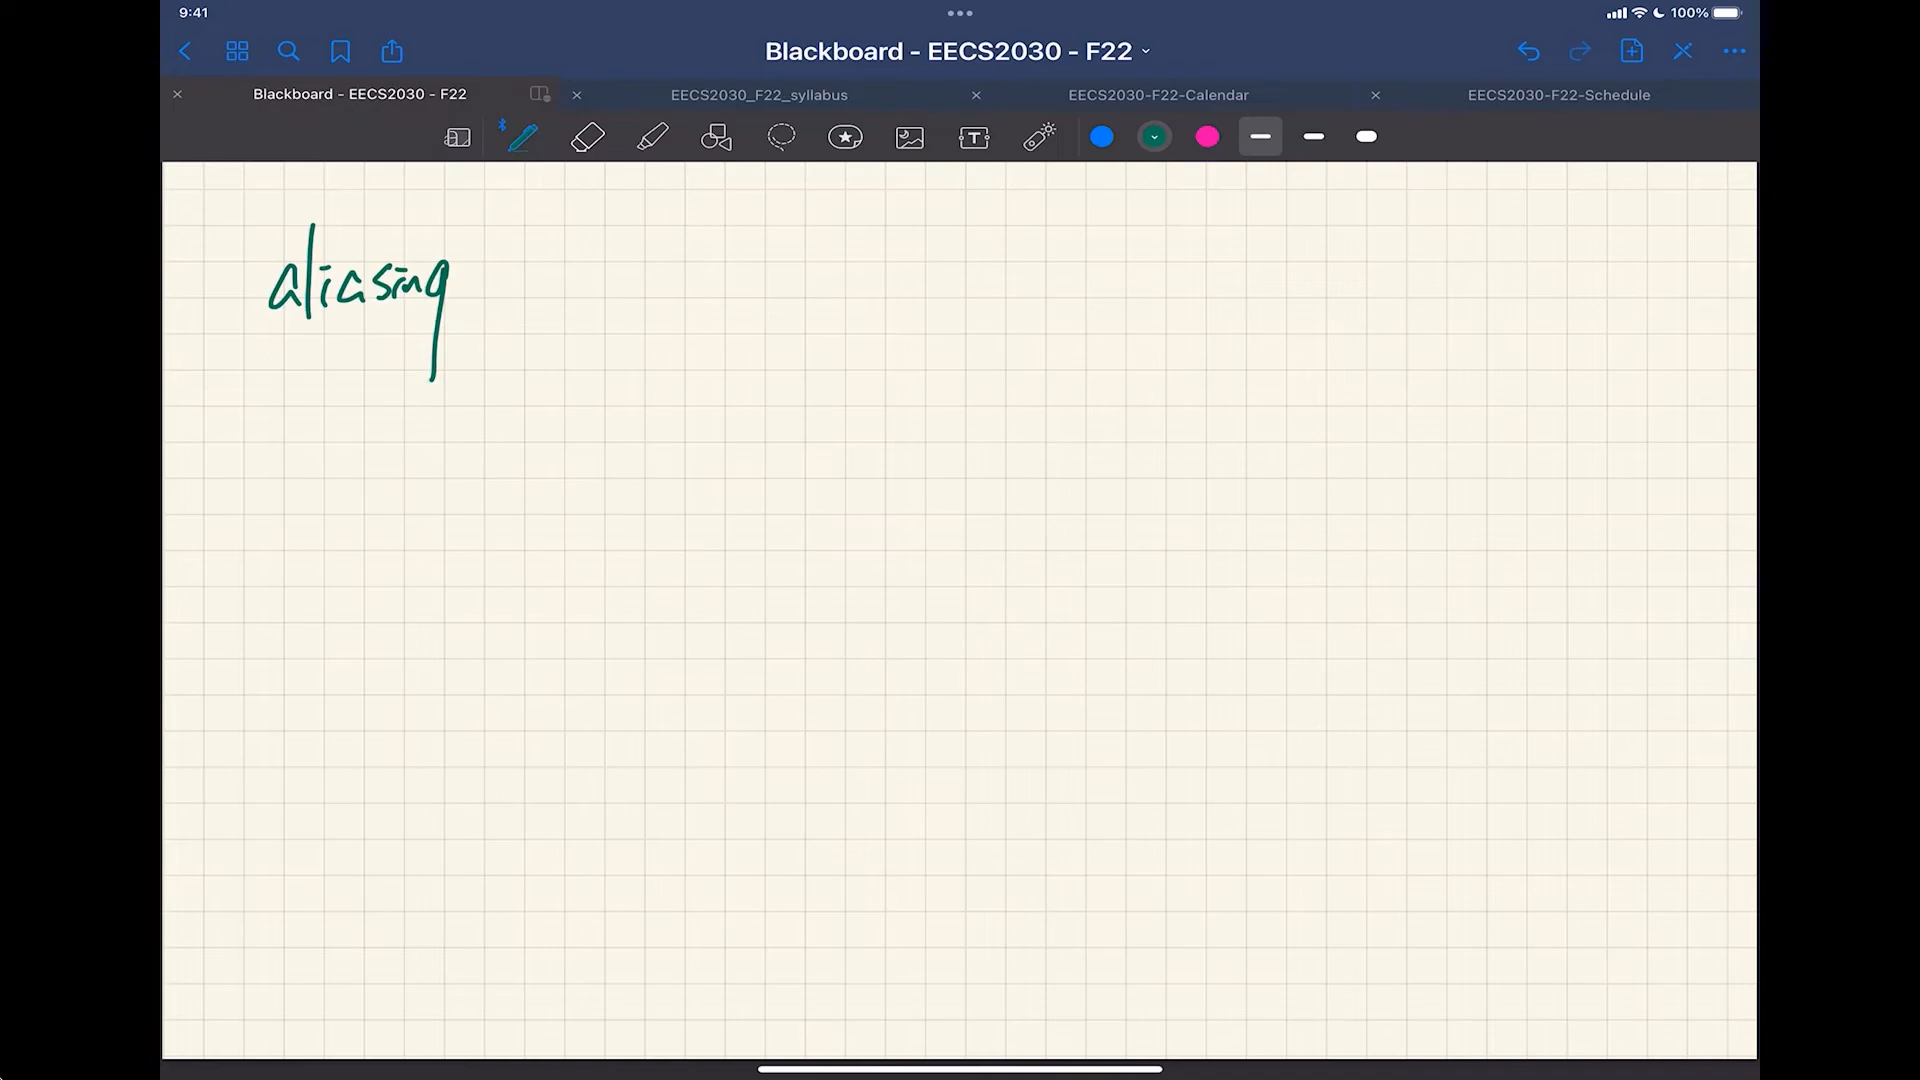 9:41
100%
Blackboard - EECS2030 - F22
Blackboard - EECS2030 - F22
EECS2030_F22_syllabus
EECS2030-F22-Calendar
EECS2030-F22-Schedule
aliasing